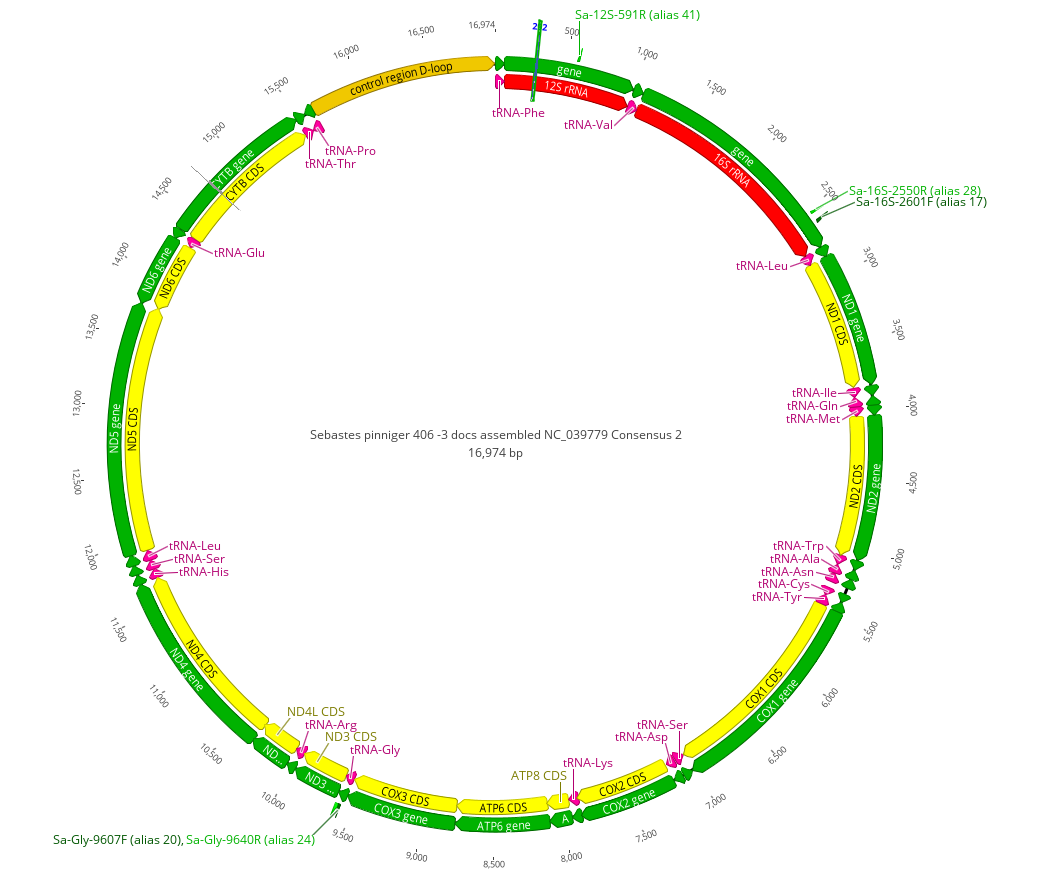 Sa-12S-591R (alias 41)
16,974
500
1,000
1,500
2,000
2,500
3,000
3,500
4,000
4,500
5,000
5,500
6,000
6,500
7,000
7,500
8,000
8,500
9,000
9,500
10,000
10,500
11,000
11,500
12,000
12,500
13,000
13,500
14,000
14,500
15,000
15,500
16,000
16,500
control region D-loop
gene
12S rRNA
tRNA-Phe
tRNA-Val
gene
16S rRNA
Sa-16S-2550R (alias 28)
Sa-16S-2601F (alias 17)
tRNA-Leu
ND1 gene
ND1 CDS
tRNA-Ile
tRNA-Gln
tRNA-Met
ND2 CDS
ND2 gene
tRNA-Trp
tRNA-Ala
tRNA-Asn
tRNA-Cys
tRNA-Tyr
COX1 CDS
COX1 gene
tRNA-Ser
tRNA-Asp
COX2 CDS
COX2 gene
tRNA-Lys
ATP8 CDS
A
ATP6 CDS
ATP6 gene
COX3 CDS
COX3 gene
tRNA-Gly
ND3 CDS
ND3 ...
tRNA-Arg
ND4L CDS
ND...
Sa-Gly-9607F (alias 20), Sa-Gly-9640R (alias 24)
ND4 CDS
ND4 gene
tRNA-His
tRNA-Ser
tRNA-Leu
ND5 CDS
ND5 gene
ND6 CDS
ND6 gene
tRNA-Glu
CYTB CDS
CYTB gene
tRNA-Thr
tRNA-Pro
Sebastes pinniger 406 -3 docs assembled NC_039779 Consensus 2
16,974 bp